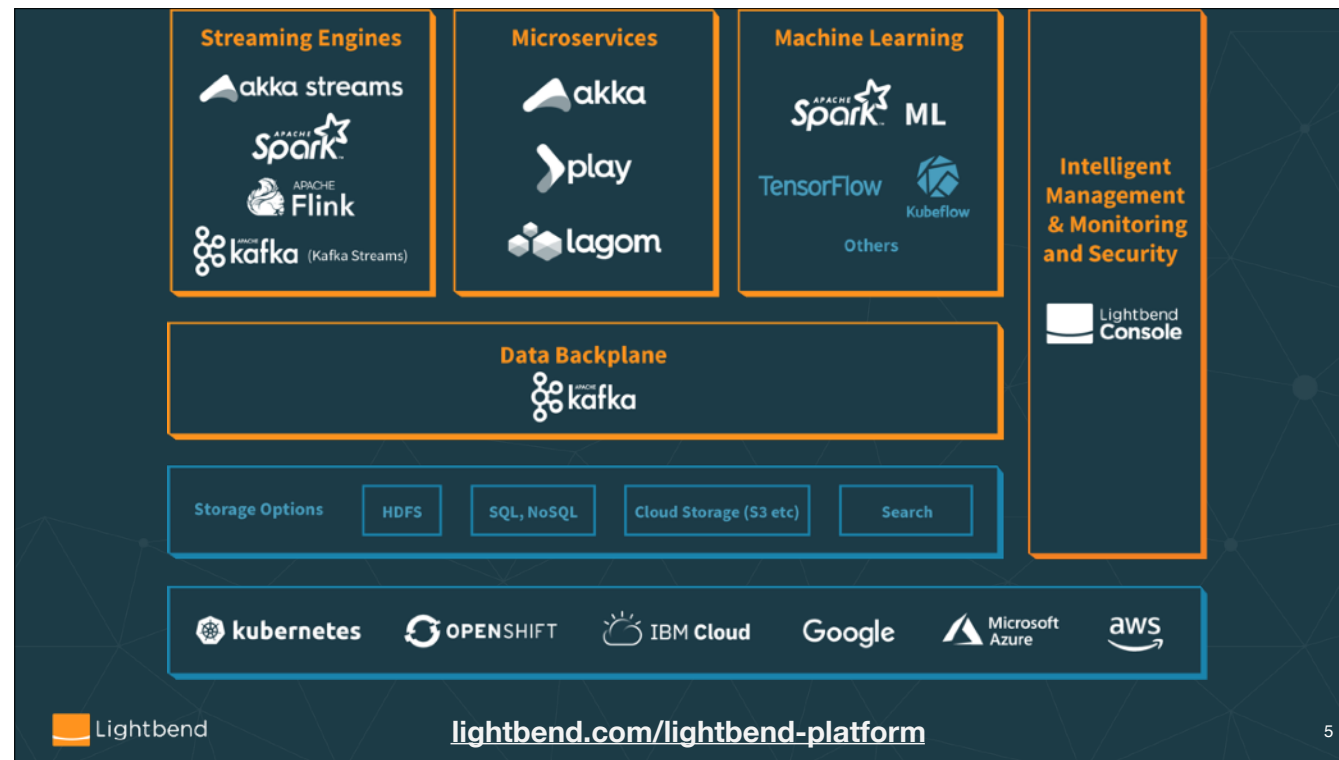 Streaming Engines
akka streams
APACHE
Spark™
APACHE
Flink
APACHE
kafka (Kafka Streams)
Microservices
akka
play
lagom
Machine Learning
APACHE
Spark™ ML
TensorFlow
Kubeflow
Others
Intelligent
Management
& Monitoring
and Security
Lightbend
Console
Data Backplane
APACHE
kafka
Storage Options
HDFS
SQL, NoSQL
Cloud Storage (S3 etc)
Search
kubernetes
OPENSHIFT
IBM Cloud
Google
Microsoft
Azure
aws
Lightbend
lightbend.com/lightbend-platform
5